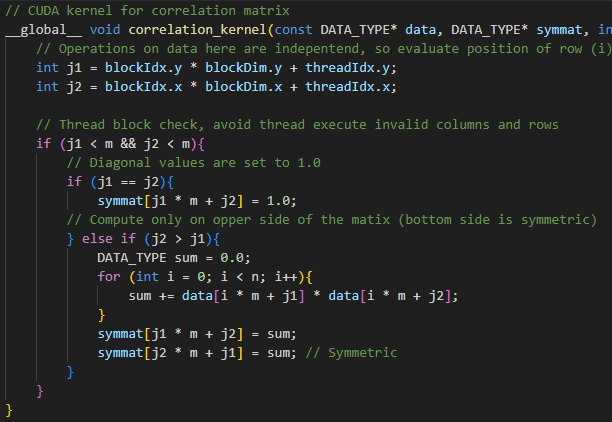 // CUDA kernel for correlation matrix
__global__ void correlation_kernel(const DATA_TYPE* data, DATA_TYPE* symmat, in
    // Operations on data here are indipentend, so evaluate position of row (i)
    int j1 = blockIdx.y * blockDim.y + threadIdx.y;
    int j2 = blockIdx.x * blockDim.x + threadIdx.x;

    // Thread block check, avoid thread execute invalid columns and rows
    if (j1 < m && j2 < m){
        // Diagonal values are set to 1.0
        if (j1 == j2){
            symmat[j1 * m + j2] = 1.0;
        // Compute only on opper side of the matix (bottom side is symmetric)
        } else if (j2 > j1){
            DATA_TYPE sum = 0.0;
            for (int i = 0; i < n; i++){
                sum += data[i * m + j1] * data[i * m + j2];
            }
            symmat[j1 * m + j2] = sum;
            symmat[j2 * m + j1] = sum; // Symmetric
        }
    }
}